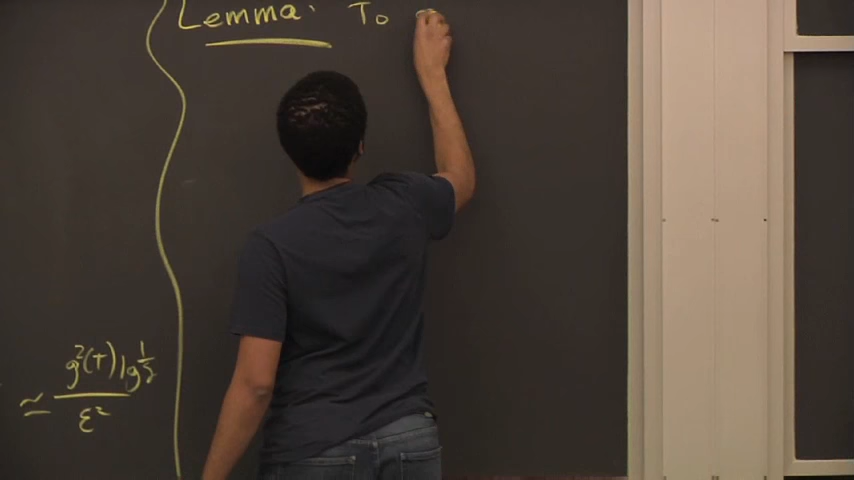 Lemma: To
≃ g²(T) lg 1/δ
ε²